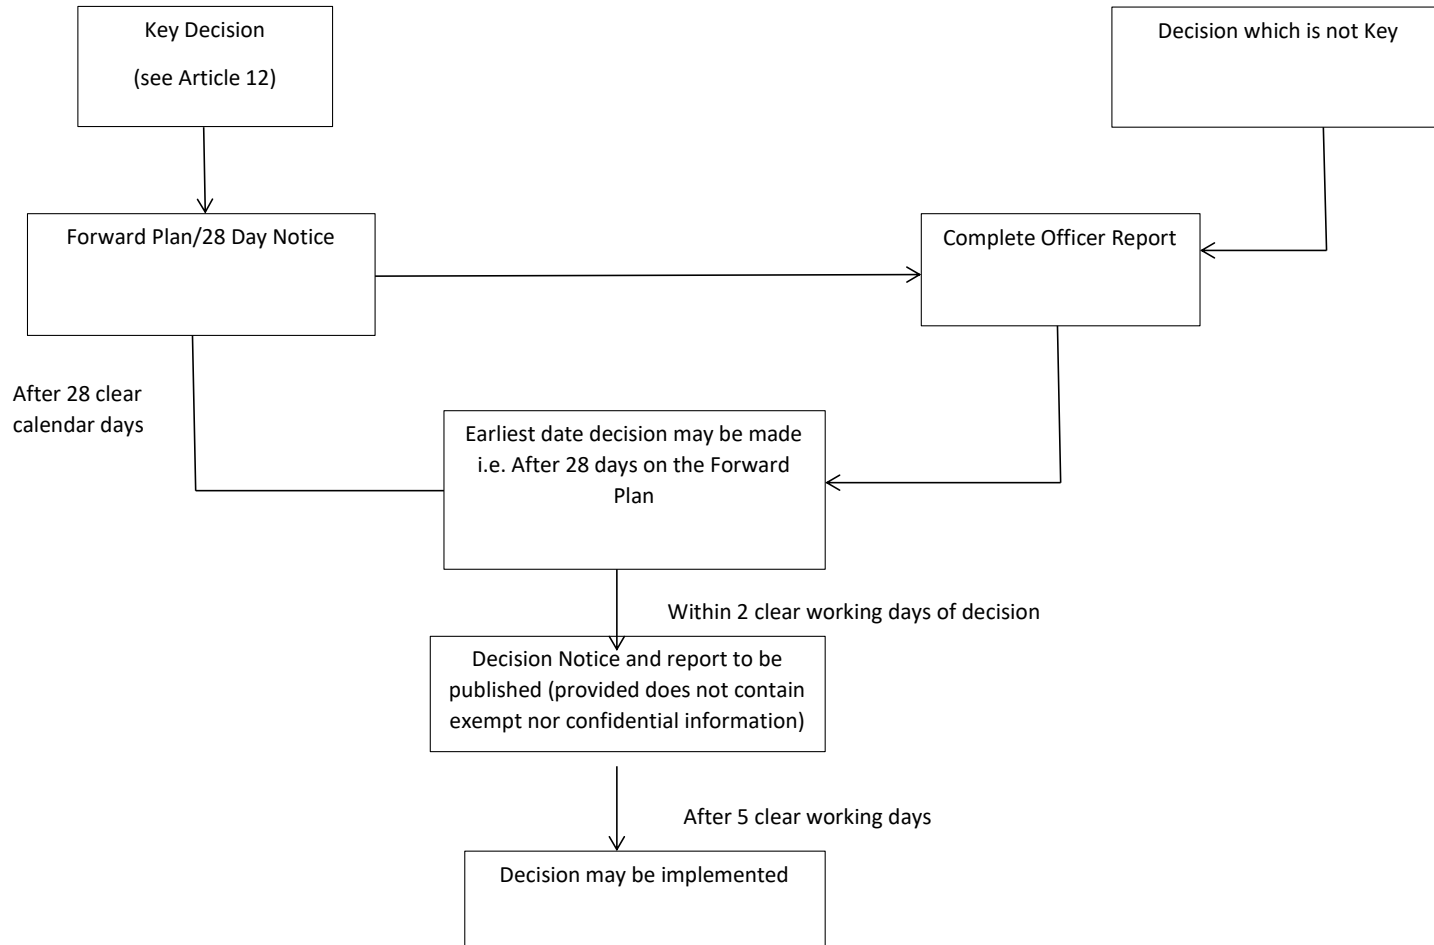 Key Decision
(see Article 12)
Decision which is not Key
Forward Plan/28 Day Notice
Complete Officer Report
After 28 clear
calendar days
Earliest date decision may be made
i.e. After 28 days on the Forward
Plan
Within 2 clear working days of decision
Decision Notice and report to be
published (provided does not contain
exempt nor confidential information)
After 5 clear working days
Decision may be implemented